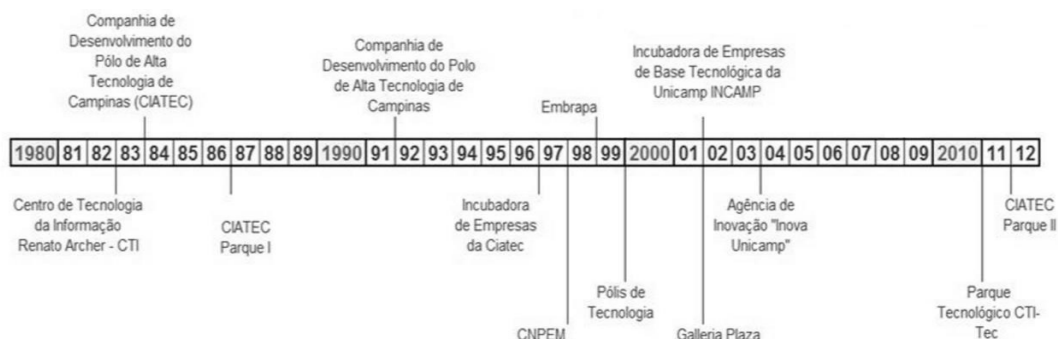 Companhia de
Desenvolvimento do
Pólo de Alta
Tecnologia de
Campinas (CIATEC)
Companhia de
Desenvolvimento do Polo
de Alta Tecnologia de
Campinas
Embrapa
Incubadora de Empresas
de Base Tecnológica da
Unicamp INCAMP
1980 81 82 83 84 85 86 87 88 89 1990 91 92 93 94 95 96 97 98 99 2000 01 02 03 04 05 06 07 08 09 2010 11 12
Centro de Tecnologia
da Informação
Renato Archer - CTI
CIATEC
Parque I
Incubadora
de Empresas
da Ciatec
CNPEM
Pólis de
Tecnologia
Galleria Plaza
Agência de
Inovação "Inova
Unicamp"
Parque
Tecnológico CTI-
Tec
CIATEC
Parque II